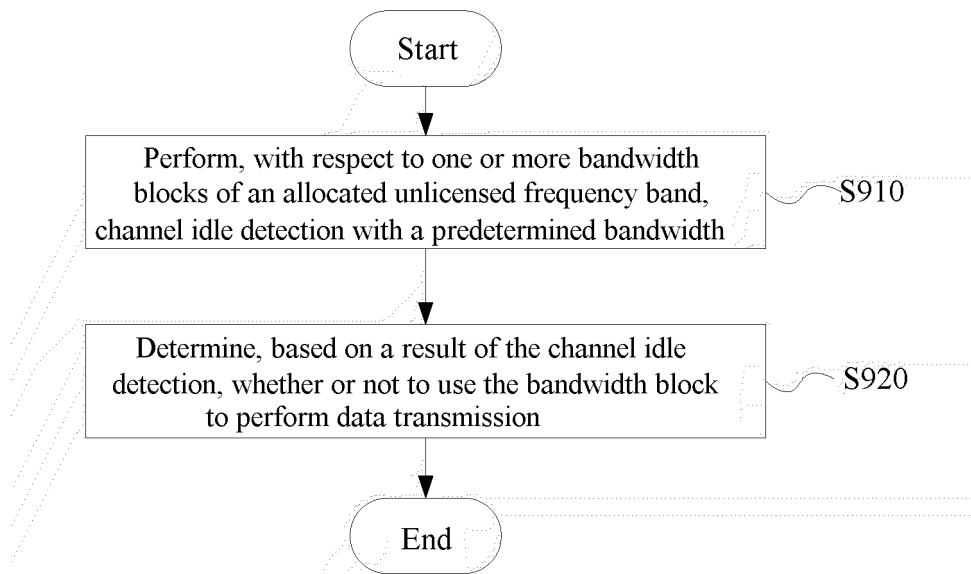 Start
Perform, with respect to one or more bandwidth
blocks of an allocated unlicensed frequency band,
channel idle detection with a predetermined bandwidth
S910
Determine, based on a result of the channel idle
detection, whether or not to use the bandwidth block
to perform data transmission
S920
End